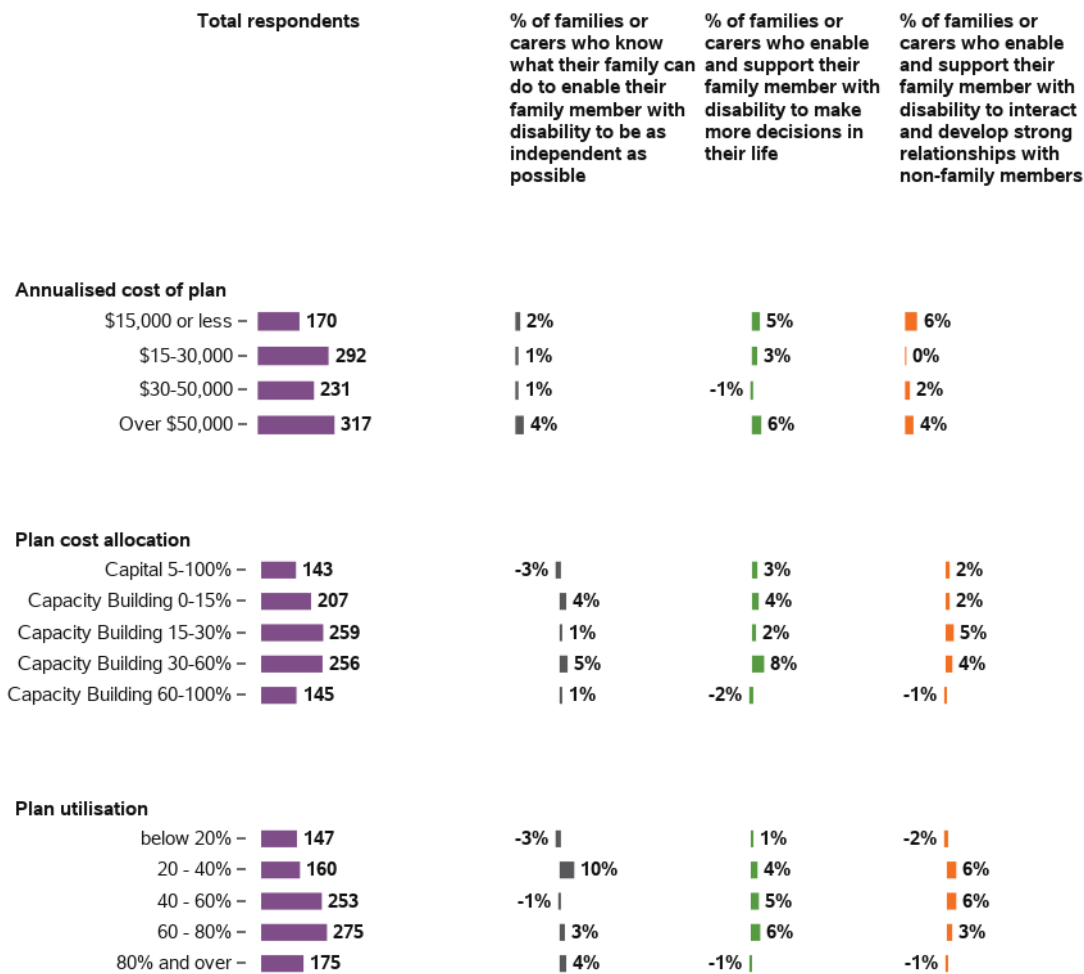 Total respondents
% of families or
carers who know
what their family can
do to enable their
family member with
disability to be as
independent as
possible
% of families or
carers who enable
and support their
family member with
disability to make
more decisions in
their life
% of families or
carers who enable
and support their
family member with
disability to interact
and develop strong
relationships with
non-family members
Annualised cost of plan
$15,000 or less – 170 2% 5% 6%
$15-30,000 – 292 1% 3% 0%
$30-50,000 – 231 1% -1% 2%
Over $50,000 – 317 4% 6% 4%
Plan cost allocation
Capital 5-100% – 143 -3% 3% 2%
Capacity Building 0-15% – 207 4% 4% 2%
Capacity Building 15-30% – 259 1% 2% 5%
Capacity Building 30-60% – 256 5% 8% 4%
Capacity Building 60-100% – 145 1% -2% -1%
Plan utilisation
below 20% – 147 -3% 1% -2%
20 - 40% – 160 10% 4% 6%
40 - 60% – 253 -1% 5% 6%
60 - 80% – 275 3% 6% 3%
80% and over – 175 4% -1% -1%